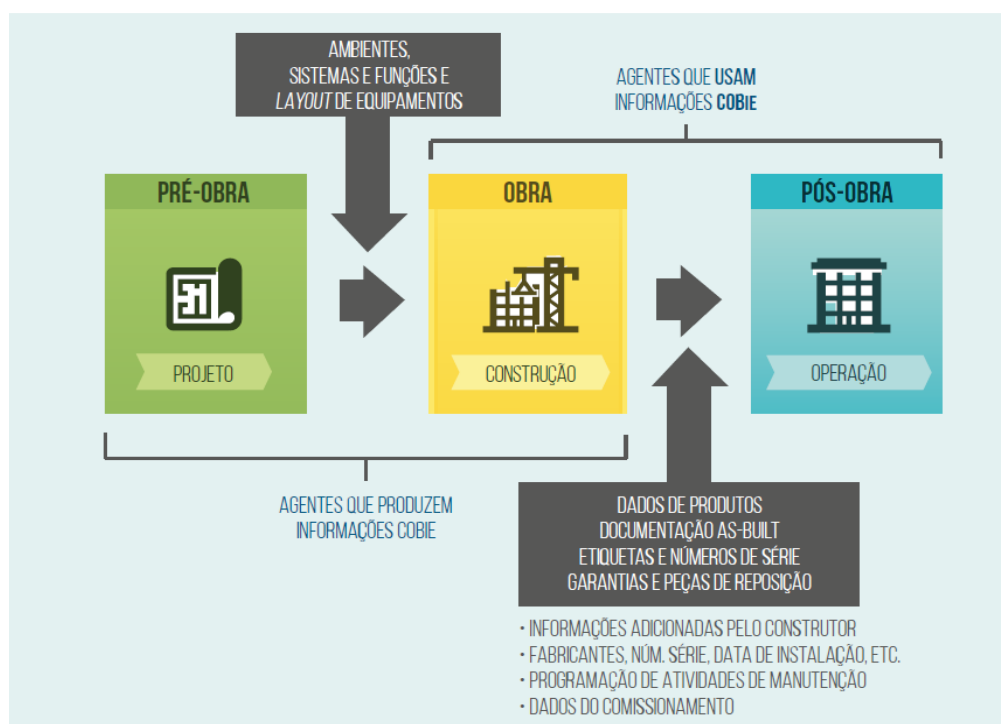 AMBIENTES,
SISTEMAS E FUNÇÕES E
LAYOUT DE EQUIPAMENTOS
AGENTES QUE USAM
INFORMAÇÕES COBIE
PRÉ-OBRA
OBRA
PÓS-OBRA
PROJETO
CONSTRUÇÃO
OPERAÇÃO
AGENTES QUE PRODUZEM
INFORMAÇÕES COBIE
DADOS DE PRODUTOS
DOCUMENTAÇÃO AS-BUILT
ETIQUETAS E NÚMEROS DE SÉRIE
GARANTIAS E PEÇAS DE REPOSIÇÃO
• INFORMAÇÕES ADICIONADAS PELO CONSTRUTOR
• FABRICANTES, NÚM. SÉRIE, DATA DE INSTALAÇÃO, ETC.
• PROGRAMAÇÃO DE ATIVIDADES DE MANUTENÇÃO
• DADOS DO COMISSIONAMENTO